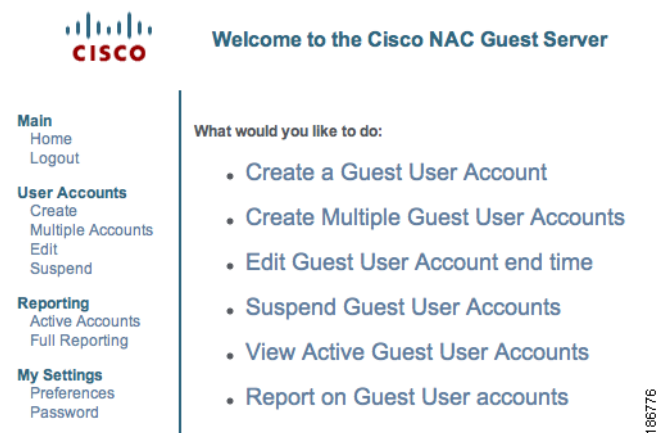 CISCO
Welcome to the Cisco NAC Guest Server
Main
Home
Logout
User Accounts
Create
Multiple Accounts
Edit
Suspend
Reporting
Active Accounts
Full Reporting
My Settings
Preferences
Password
What would you like to do:
• Create a Guest User Account
• Create Multiple Guest User Accounts
• Edit Guest User Account end time
• Suspend Guest User Accounts
• View Active Guest User Accounts
• Report on Guest User accounts
186776